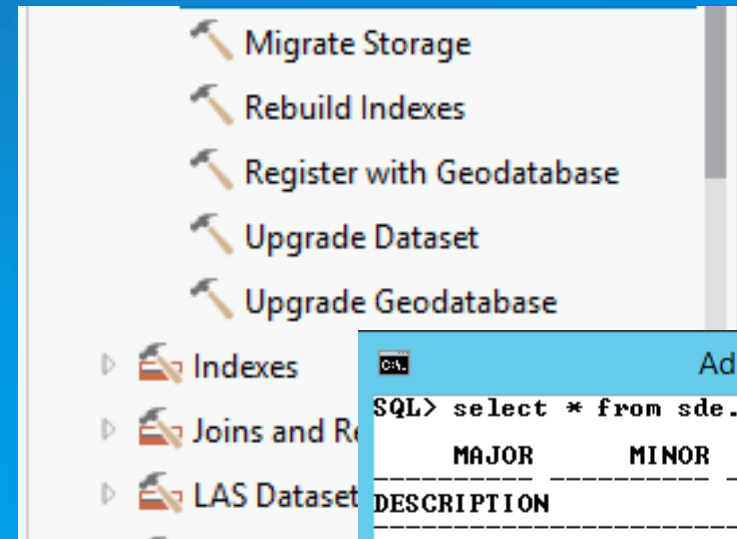 Migrate Storage
Rebuild Indexes
Register with Geodatabase
Upgrade Dataset
Upgrade Geodatabase
Indexes
Joins and
LAS Dataset
C:\.
Ad
SQL> select * from sde.
MAJOR MINOR
DESCRIPTION